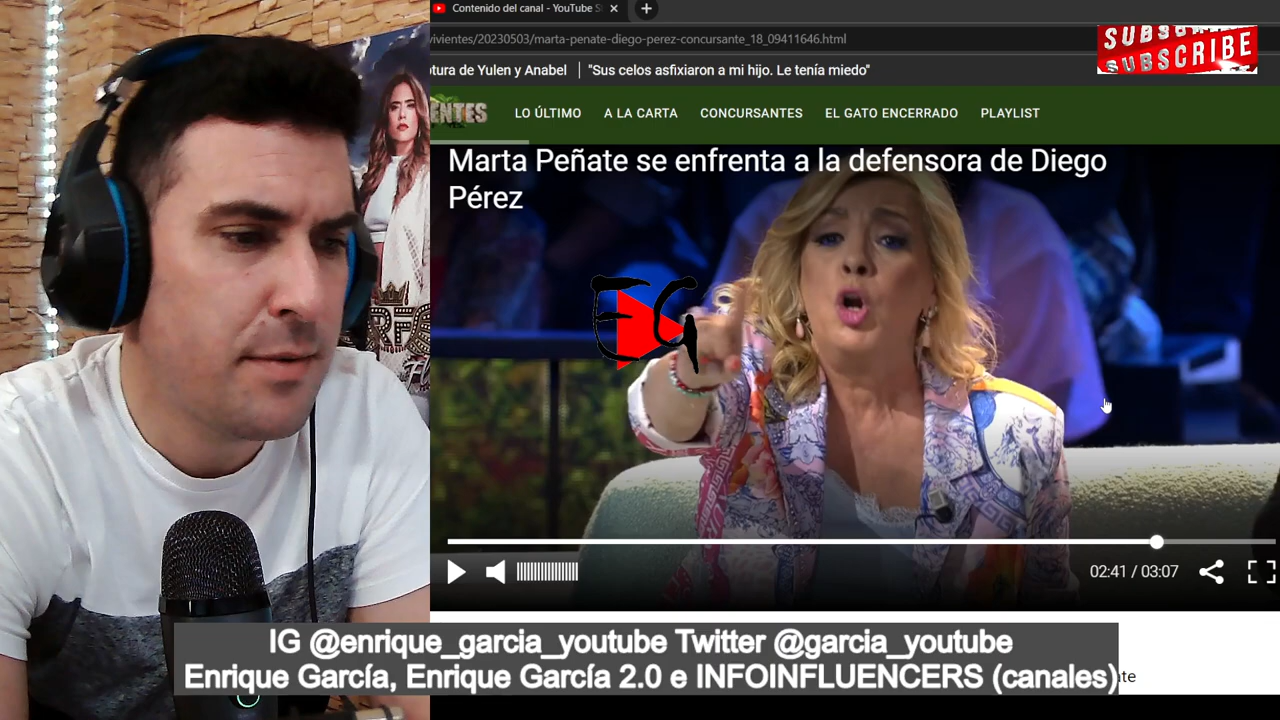 Contenido del canal - YouTube S
SUBSCRIBE
SUBSCRIBE
vivientes/20230503/marta-penate-diego-perez-concursante_18_09411646.html
tura de Yulen y Anabel
"Sus celos asfixiaron a mi hijo. Le tenía miedo"
ENTES
LO ÚLTIMO
A LA CARTA
CONCURSANTES
EL GATO ENCERRADO
PLAYLIST
Marta Peñate se enfrenta a la defensora de Diego
Pérez
EG
02:41 / 03:07
IG @enrique_garcia_youtube Twitter @garcia_youtube
Enrique García, Enrique García 2.0 e INFOINFLUENCERS (canales)
te